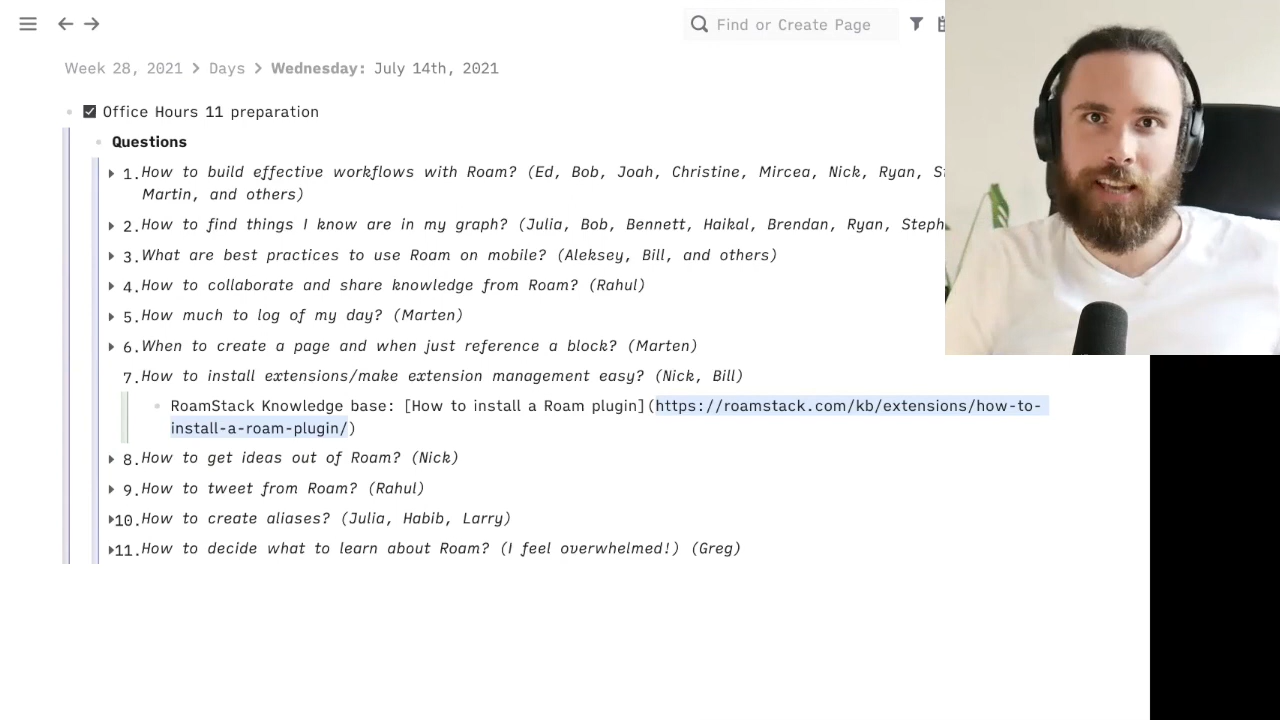 Find or Create Page
Week 28, 2021 > Days > Wednesday: July 14th, 2021
Office Hours 11 preparation
Questions
1. How to build effective workflows with Roam? (Ed, Bob, Joah, Christine, Mircea, Nick, Ryan,
Martin, and others)
2. How to find things I know are in my graph? (Julia, Bob, Bennett, Haikal, Brendan, Ryan, Steph
3. What are best practices to use Roam on mobile? (Aleksey, Bill, and others)
4. How to collaborate and share knowledge from Roam? (Rahul)
5. How much to log of my day? (Marten)
6. When to create a page and when just reference a block? (Marten)
7. How to install extensions/make extension management easy? (Nick, Bill)
RoamStack Knowledge base: [How to install a Roam plugin](https://roamstack.com/kb/extensions/how-to-
install-a-roam-plugin/)
8. How to get ideas out of Roam? (Nick)
9. How to tweet from Roam? (Rahul)
10. How to create aliases? (Julia, Habib, Larry)
11. How to decide what to learn about Roam? (I feel overwhelmed!) (Greg)